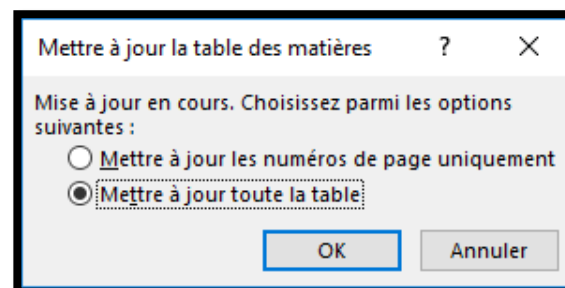 Mettre à jour la table des matières ? ×
Mise à jour en cours. Choisissez parmi les options
suivantes :
Mettre à jour les numéros de page uniquement
Mettre à jour toute la table
OK Annuler